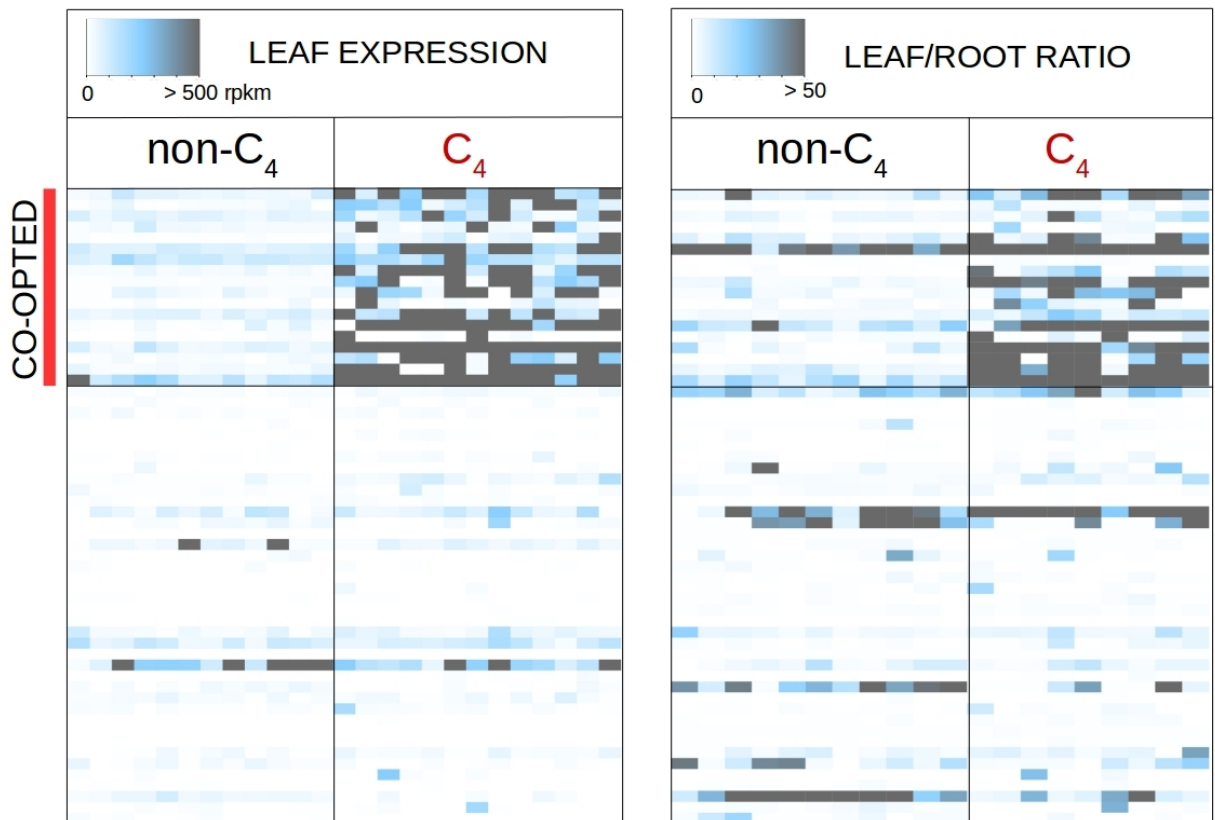 LEAF EXPRESSION
0 > 500 rpkm
non-C₄ C₄
LEAF/ROOT RATIO
0 > 50
non-C₄ C₄
CO-OPTED